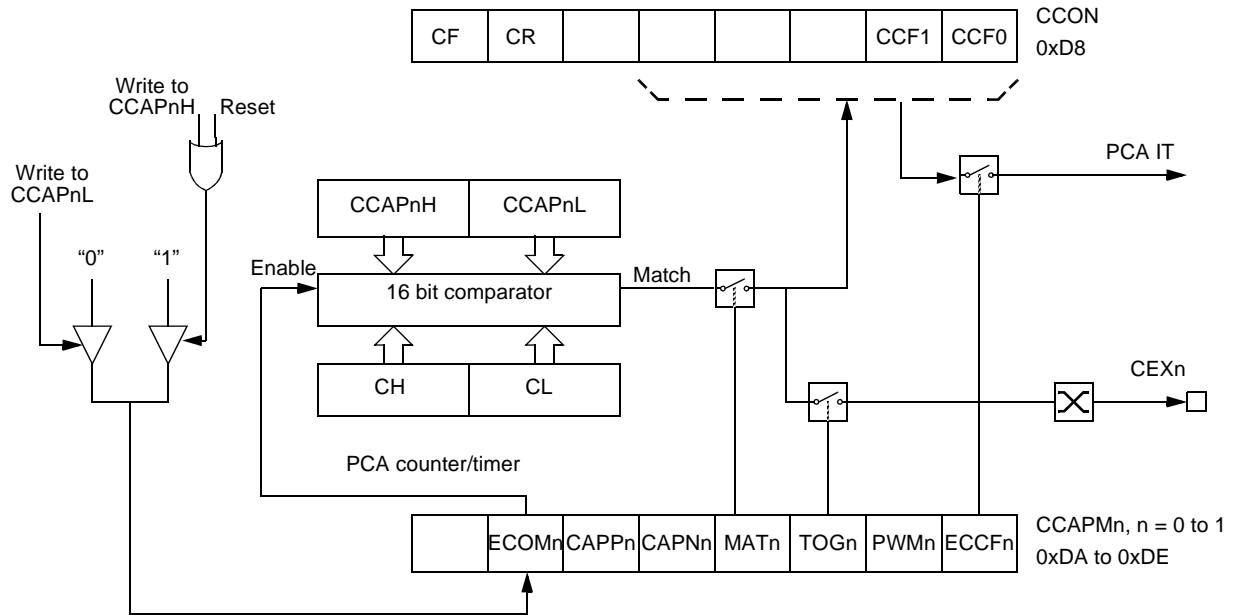 CF CR CCF1 CCF0
CCON
0xD8
Write to
CCAPnH
Reset
Write to
CCAPnL
PCA IT
CCAPnH CCAPnL
“0” “1”
Enable
16 bit comparator
Match
CH CL
CEXn
PCA counter/timer
ECOMn CAPPn CAPNn MATn TOGn PWMn ECCFn
CCAPMn, n = 0 to 1
0xDA to 0xDE